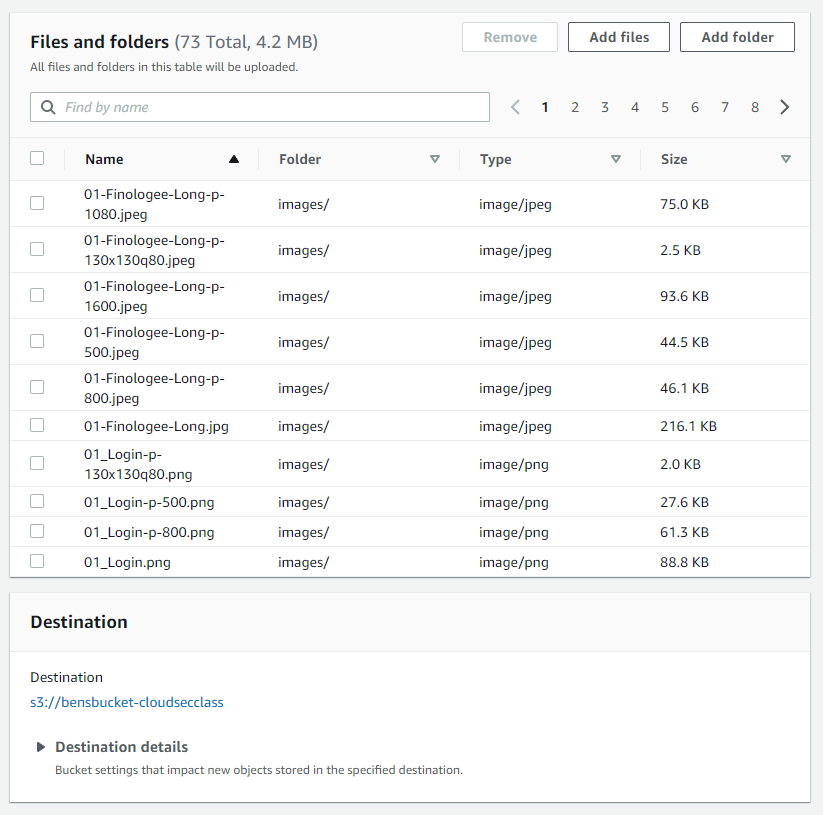 Files and folders (73 Total, 4.2 MB)
Remove
Add files
Add folder
All files and folders in this table will be uploaded.
Find by name
1 2 3 4 5 6 7 8
Name Folder Type Size
01-Finologee-Long-p-
1080.jpeg
images/ image/jpeg 75.0 KB
01-Finologee-Long-p-
130x130q80.jpeg
images/ image/jpeg 2.5 KB
01-Finologee-Long-p-
1600.jpeg
images/ image/jpeg 93.6 KB
01-Finologee-Long-p-
500.jpeg
images/ image/jpeg 44.5 KB
01-Finologee-Long-p-
800.jpeg
images/ image/jpeg 46.1 KB
01-Finologee-Long.jpg images/ image/jpeg 216.1 KB
01_Login-p-
130x130q80.png
images/ image/png 2.0 KB
01_Login-p-500.png images/ image/png 27.6 KB
01_Login-p-800.png images/ image/png 61.3 KB
01_Login.png images/ image/png 88.8 KB
Destination
Destination
s3://bensbucket-cloudsecclass
Destination details
Bucket settings that impact new objects stored in the specified destination.